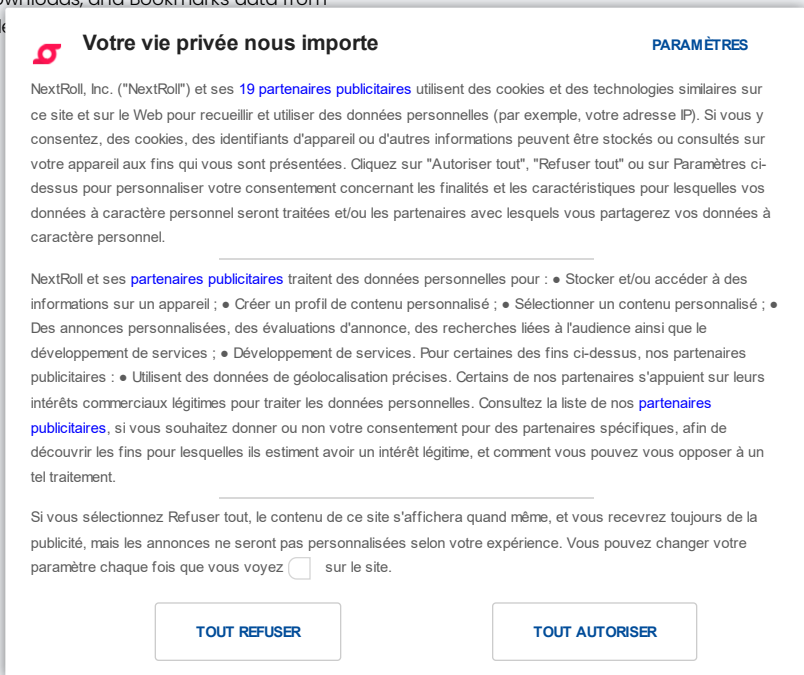 ownloads, and Bookmarks data from
Votre vie privée nous importe
PARAMÈTRES
NextRoll, Inc. ("NextRoll") et ses 19 partenaires publicitaires utilisent des cookies et des technologies similaires sur
ce site et sur le Web pour recueillir et utiliser des données personnelles (par exemple, votre adresse IP). Si vous y
consentez, des cookies, des identifiants d'appareil ou d'autres informations peuvent être stockés ou consultés sur
votre appareil aux fins qui vous sont présentées. Cliquez sur "Autoriser tout", "Refuser tout" ou sur Paramètres ci-
dessus pour personnaliser votre consentement concernant les finalités et les caractéristiques pour lesquelles vos
données à caractère personnel seront traitées et/ou les partenaires avec lesquels vous partagerez vos données à
caractère personnel.
NextRoll et ses partenaires publicitaires traitent des données personnelles pour : ● Stocker et/ou accéder à des
informations sur un appareil ; ● Créer un profil de contenu personnalisé ; ● Sélectionner un contenu personnalisé ; ●
Des annonces personnalisées, des évaluations d'annonce, des recherches liées à l'audience ainsi que le
développement de services ; ● Développement de services. Pour certaines des fins ci-dessus, nos partenaires
publicitaires : ● Utilisent des données de géolocalisation précises. Certains de nos partenaires s'appuient sur leurs
intérêts commerciaux légitimes pour traiter les données personnelles. Consultez la liste de nos partenaires
publicitaires, si vous souhaitez donner ou non votre consentement pour des partenaires spécifiques, afin de
découvrir les fins pour lesquelles ils estiment avoir un intérêt légitime, et comment vous pouvez vous opposer à un
tel traitement.
Si vous sélectionnez Refuser tout, le contenu de ce site s'affichera quand même, et vous recevrez toujours de la
publicité, mais les annonces ne seront pas personnalisées selon votre expérience. Vous pouvez changer votre
paramètre chaque fois que vous voyez sur le site.
TOUT REFUSER
TOUT AUTORISER